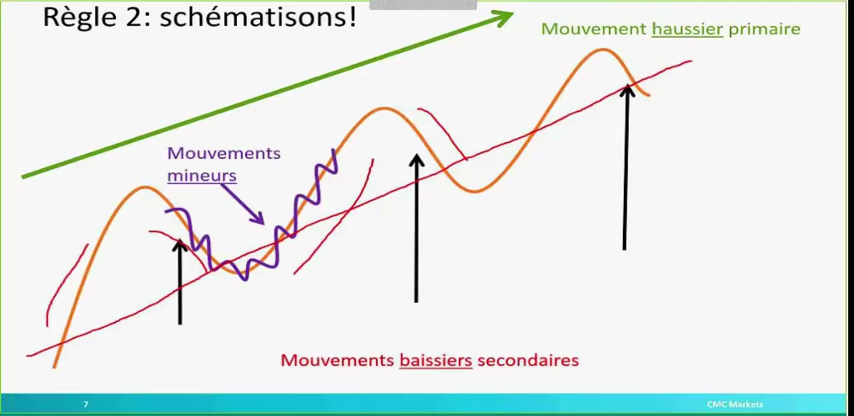 Règle 2: schématisons!
Mouvement haussier primaire
Mouvements
mineurs
Mouvements baissiers secondaires
7
CMC Markets